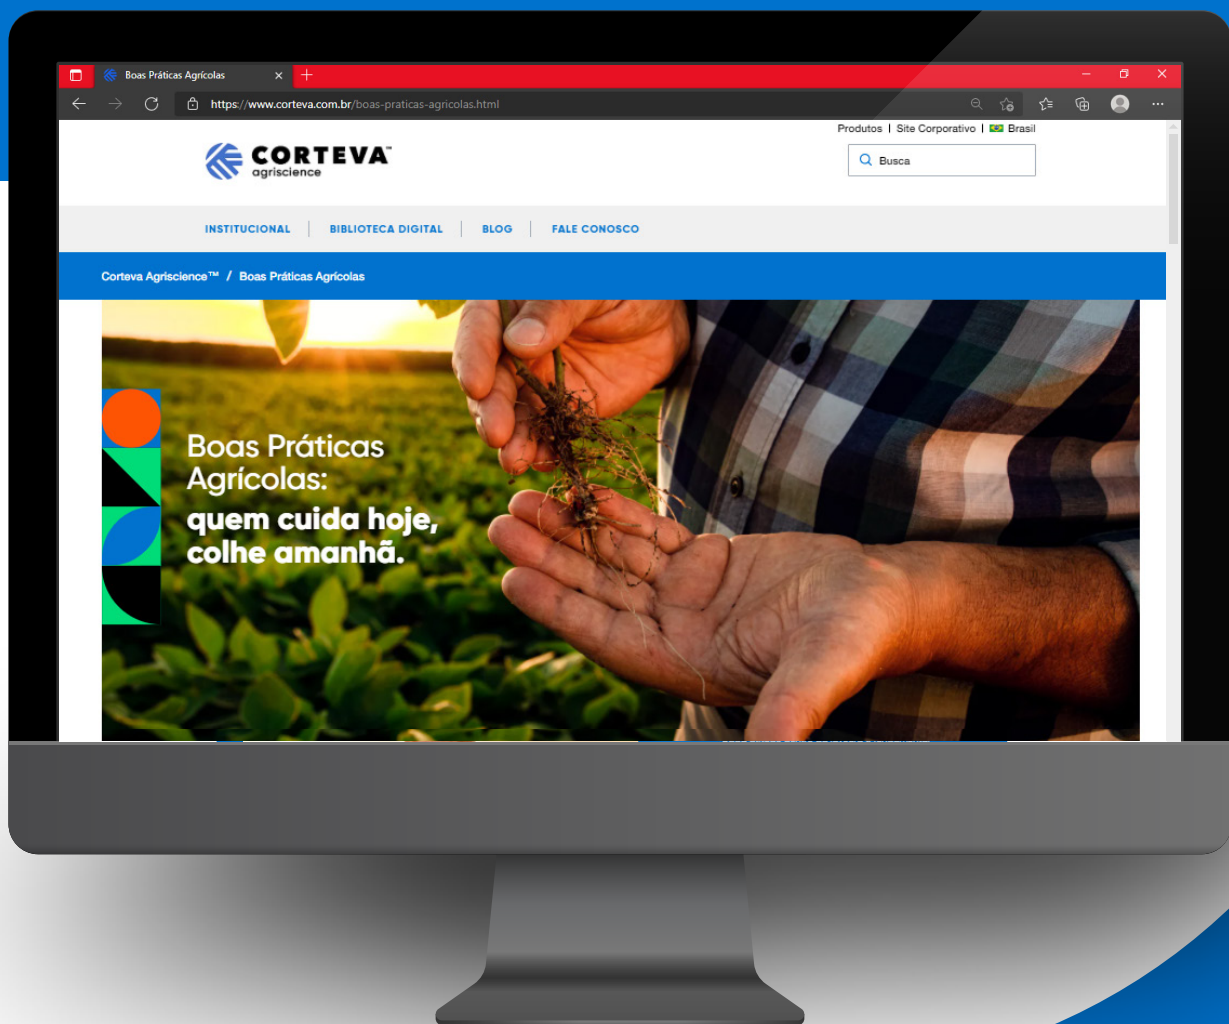 Boas Práticas Agrícolas
https://www.corteva.com.br/boas-praticas-agricolas.html
Produtos | Site Corporativo | Brasil
CORTEVA™
agriscience
Busca
INSTITUCIONAL | BIBLIOTECA DIGITAL | BLOG | FALE CONOSCO
Corteva Agriscience™ / Boas Práticas Agrícolas
Boas Práticas
Agrícolas:
quem cuida hoje,
colhe amanhã.